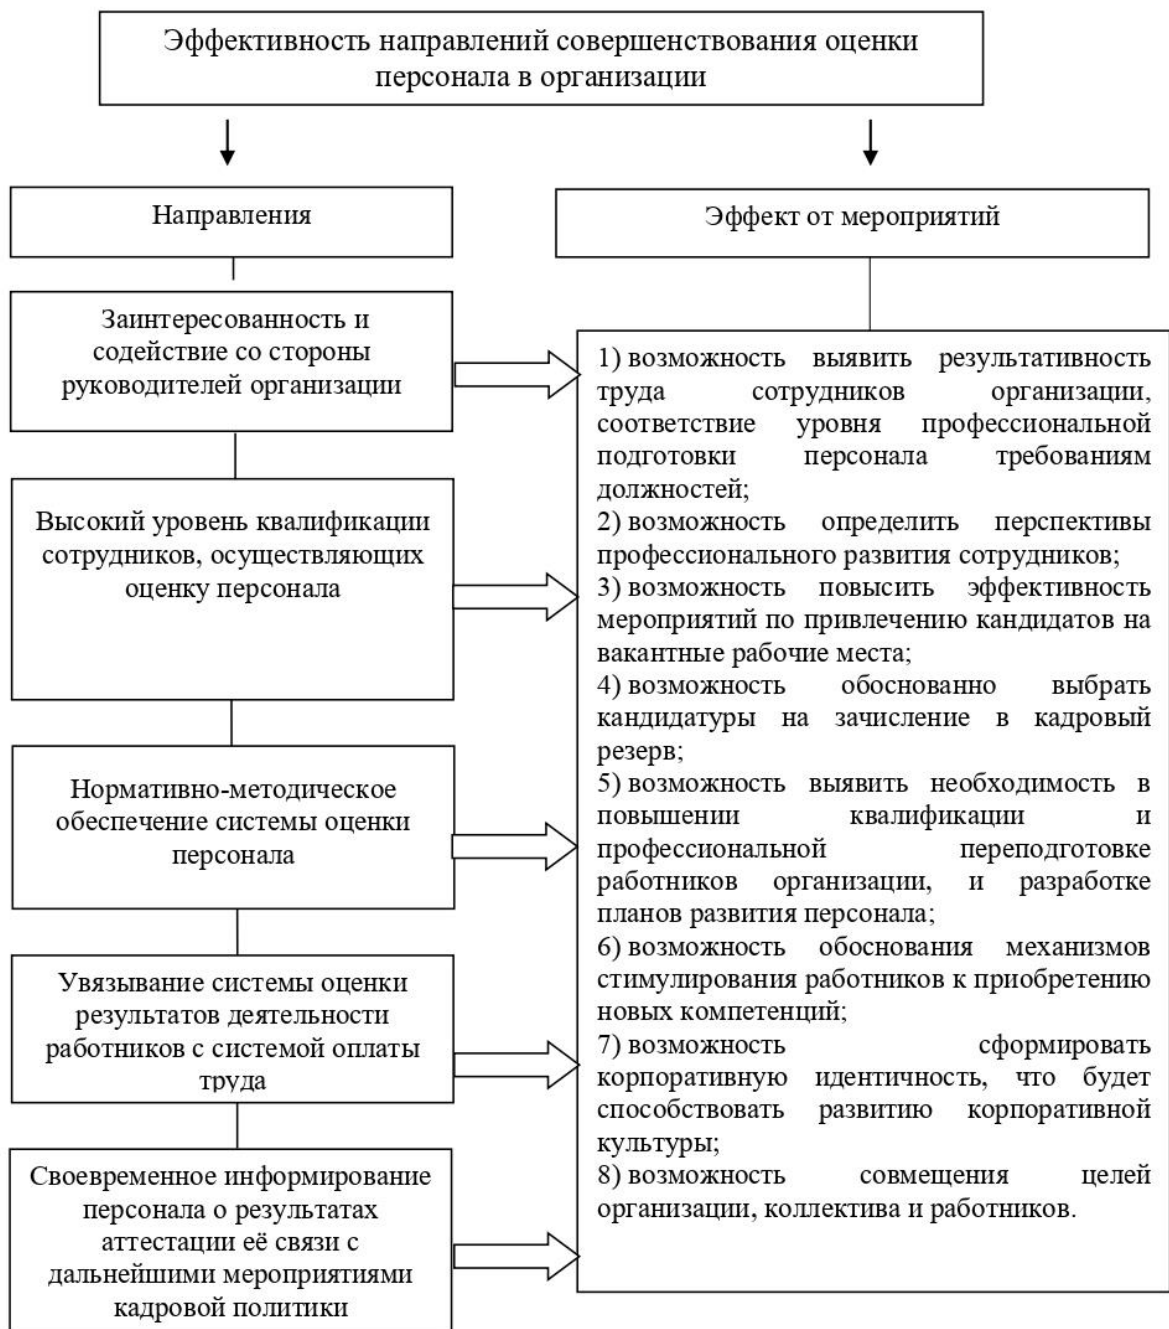 Эффективность направлений совершенствования оценки
персонала в организации
Направления
Эффект от мероприятий
Заинтересованность и
содействие со стороны
руководителей организации
Высокий уровень квалификации
сотрудников, осуществляющих
оценку персонала
Нормативно-методическое
обеспечение системы оценки
персонала
Увязывание системы оценки
результатов деятельности
работников с системой оплаты
труда
Своевременное информирование
персонала о результатах
аттестации её связи с
дальнейшими мероприятиями
кадровой политики
1) возможность выявить результативность
труда сотрудников организации,
соответствие уровня профессиональной
подготовки персонала требованиям
должностей;
2) возможность определить перспективы
профессионального развития сотрудников;
3) возможность повысить эффективность
мероприятий по привлечению кандидатов на
вакантные рабочие места;
4) возможность обоснованно выбрать
кандидатуры на зачисление в кадровый
резерв;
5) возможность выявить необходимость в
повышении квалификации и
профессиональной переподготовке
работников организации, и разработке
планов развития персонала;
6) возможность обоснования механизмов
стимулирования работников к приобретению
новых компетенций;
7) возможность сформировать
корпоративную идентичность, что будет
способствовать развитию корпоративной
культуры;
8) возможность совмещения целей
организации, коллектива и работников.